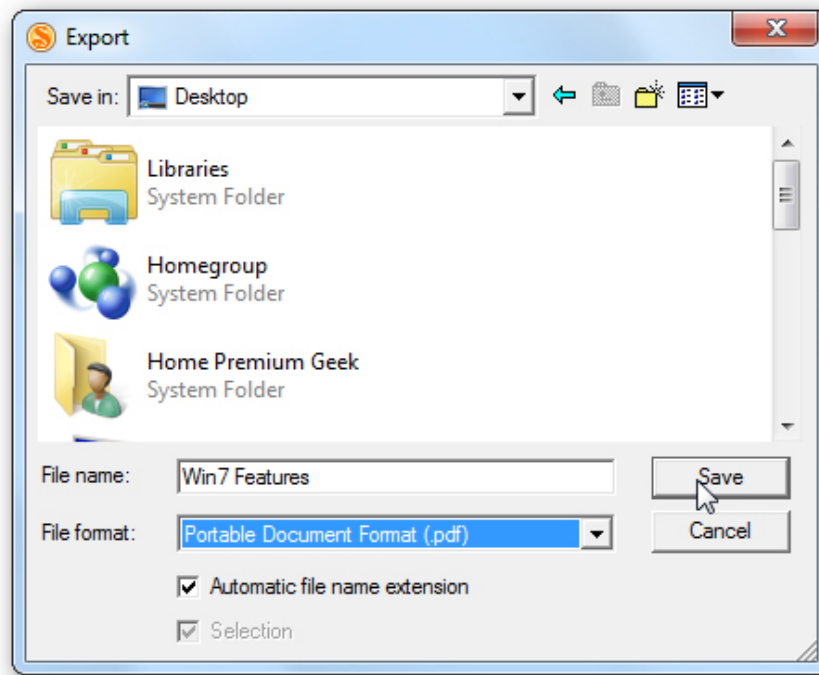 Export
Save in: Desktop
Libraries
System Folder
Homegroup
System Folder
Home Premium Geek
System Folder
File name: Win7 Features Save
File format: Portable Document Format (.pdf) Cancel
Automatic file name extension
Selection